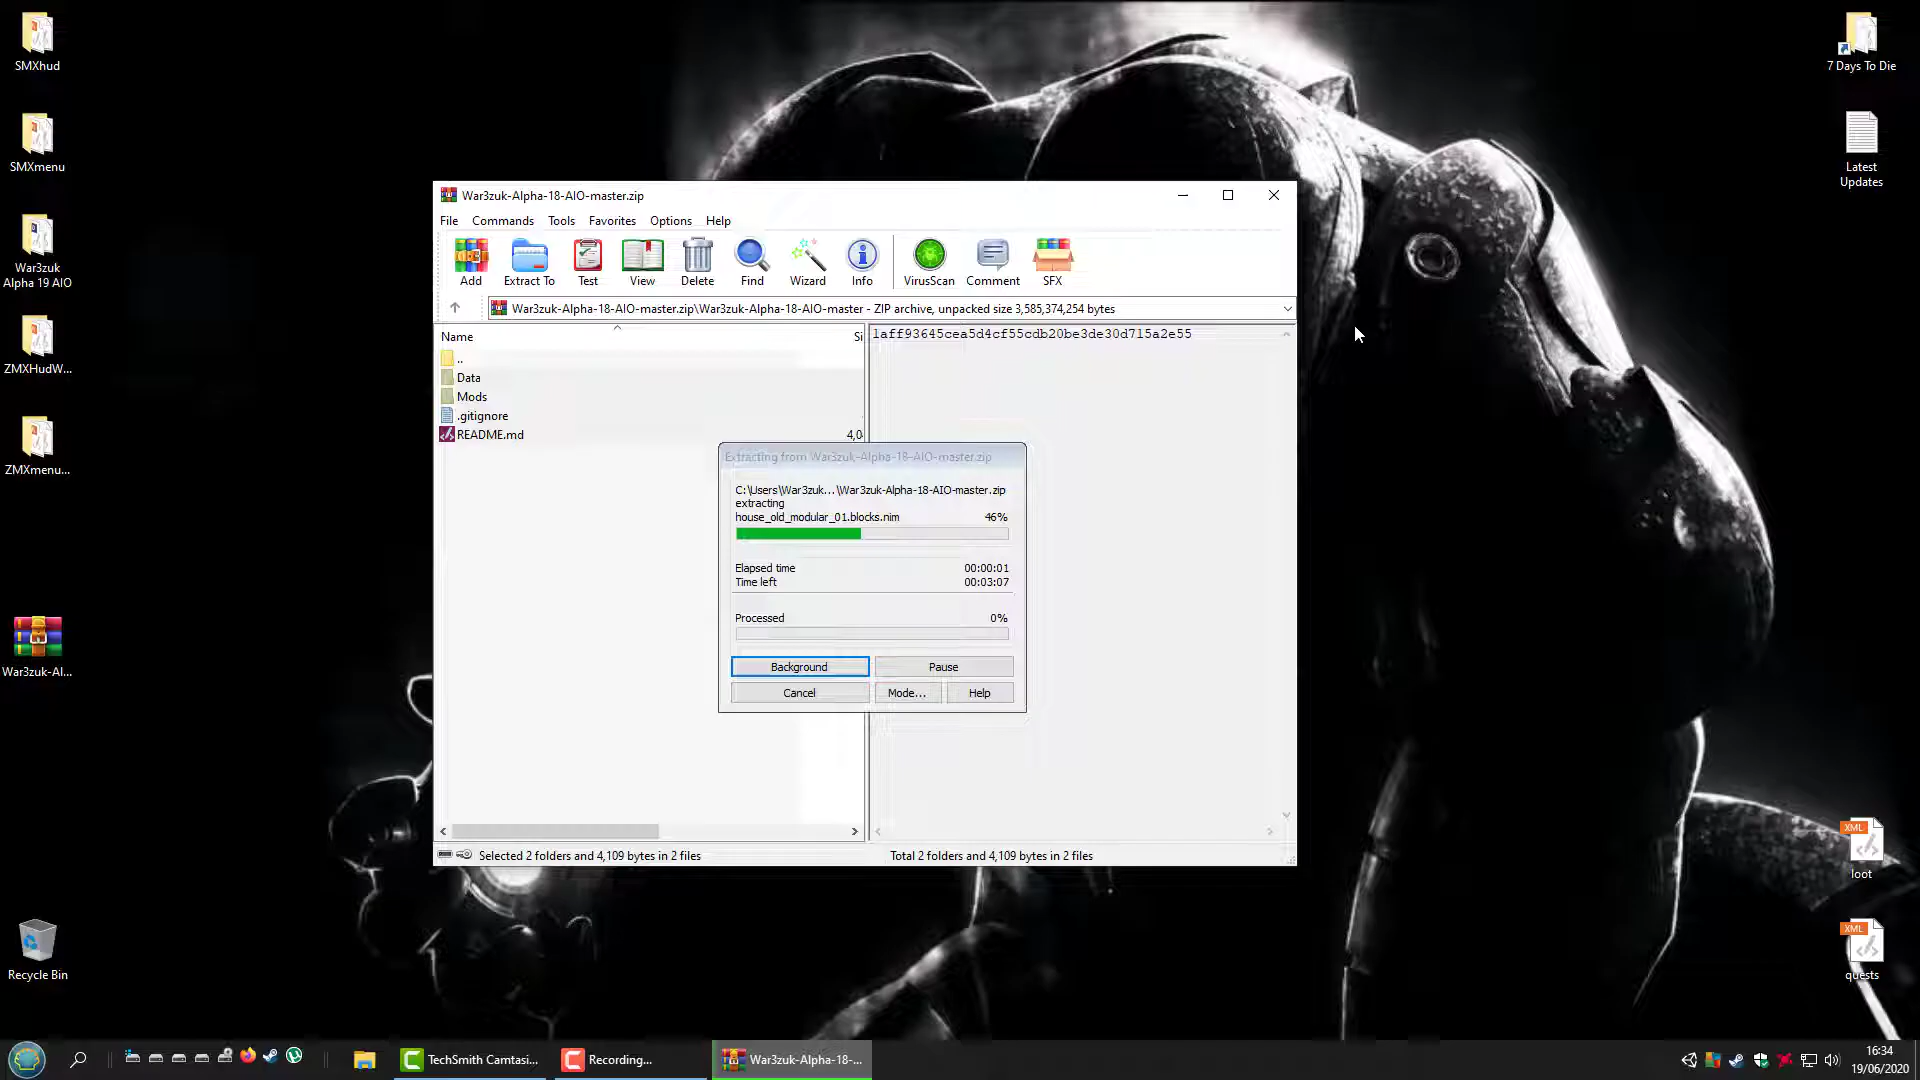 SMXhud
SMXmenu
War3zuk
Alpha 19 AIO
ZMXHudW...
ZMXmenu...
War3zuk-Al...
Recycle Bin
7 Days To Die
Latest
Updates
loot
quests
XML
XML
War3zuk-Alpha-18-AIO-master.zip
File Commands Tools Favorites Options Help
Add Extract To Test View Delete Find Wizard Info VirusScan Comment SFX
War3zuk-Alpha-18-AIO-master.zip\War3zuk-Alpha-18-AIO-master - ZIP archive, unpacked size 3,585,374,254 bytes
Name Si
1aff93645cea5d4cf55cdb20be3de30d715a2e55
..
Data
Mods
.gitignore
README.md 4,0
Extracting from War3zuk-Alpha-18-AIO-master.zip
C:\Users\War3zuk...\War3zuk-Alpha-18-AIO-master.zip
extracting
house_old_modular_01.blocks.nim 46%
Elapsed time 00:00:01
Time left 00:03:07
Processed 0%
Background Pause
Cancel Mode... Help
Selected 2 folders and 4,109 bytes in 2 files Total 2 folders and 4,109 bytes in 2 files
TechSmith Camtasi... Recording... War3zuk-Alpha-18-...
16:34
19/06/2020